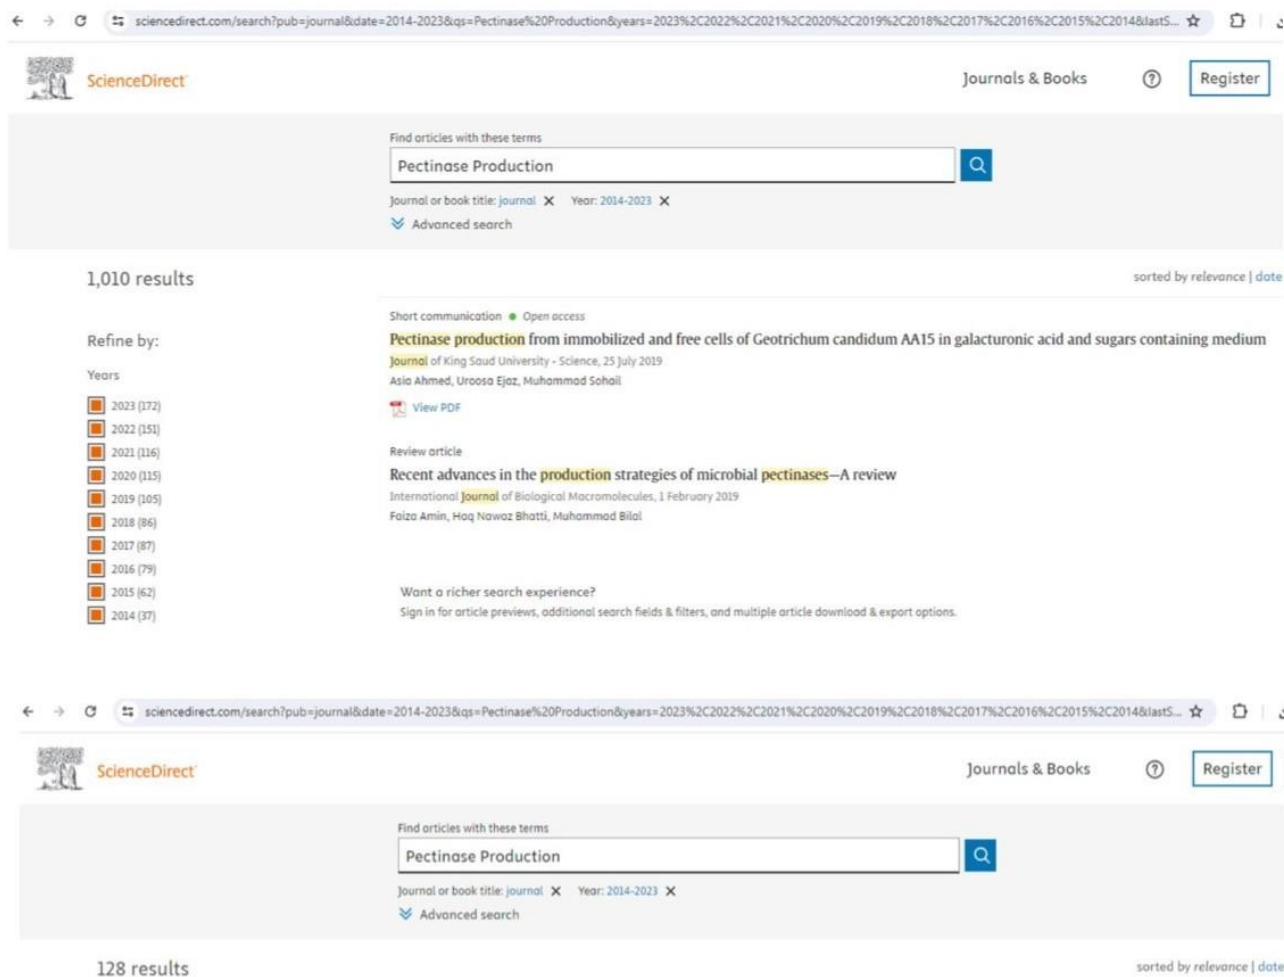 sciencedirect.com/search?pub=journal&date=2014-2023&qs=Pectinase%20Production&years=2023%2C2022%2C2021%2C2020%2C2019%2C2018%2C2017%2C2016%2C2015%2C2014&lastS...
ScienceDirect
Journals & Books
Register
Find articles with these terms
Pectinase Production
Journal or book title: journal X Year: 2014-2023 X
Advanced search
1,010 results
sorted by relevance | date
Short communication • Open access
Refine by:
Pectinase production from immobilized and free cells of Geotrichum candidum AA15 in galacturonic acid and sugars containing medium
Journal of King Saud University - Science, 25 July 2019
Years
Asia Ahmed, Uroosa Ejaz, Muhammad Sohail
2023 (172)
View PDF
2022 (151)
2021 (116)
Review article
2020 (115)
Recent advances in the production strategies of microbial pectinases—A review
2019 (105)
International Journal of Biological Macromolecules, 1 February 2019
2018 (86)
Faiza Amin, Haq Nawaz Bhatti, Muhammad Bilal
2017 (87)
2016 (79)
2015 (62)
Want a richer search experience?
2014 (37)
Sign in for article previews, additional search fields & filters, and multiple article download & export options.
sciencedirect.com/search?pub=journal&date=2014-2023&qs=Pectinase%20Production&years=2023%2C2022%2C2021%2C2020%2C2019%2C2018%2C2017%2C2016%2C2015%2C2014&lastS...
ScienceDirect
Journals & Books
Register
Find articles with these terms
Pectinase Production
Journal or book title: journal X Year: 2014-2023 X
Advanced search
128 results
sorted by relevance | date